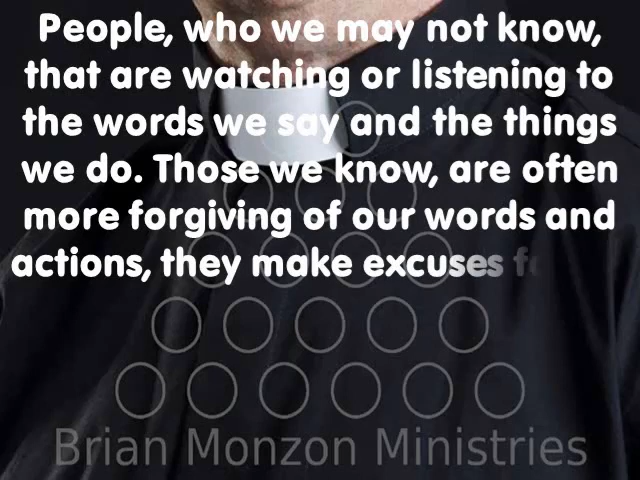 People, who we may not know,
that are watching or listening to
the words we say and the things
we do. Those we know, are often
more forgiving of our words and
actions, they make excuses f
Brian Monzon Ministries